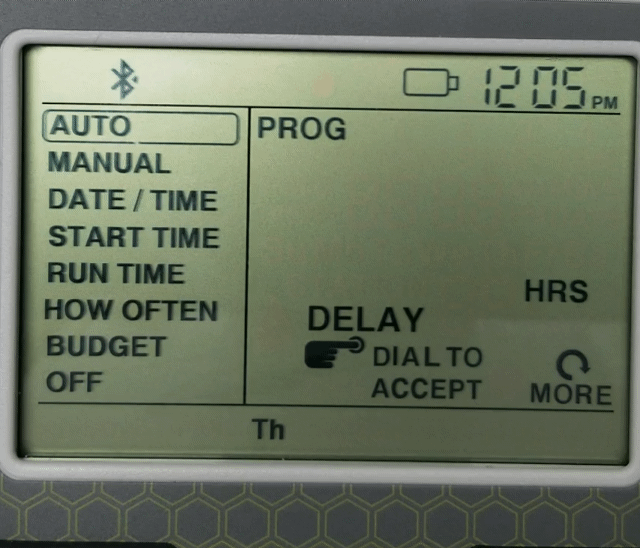 12 05 PM
AUTO
PROG
MANUAL
DATE / TIME
START TIME
RUN TIME
HRS
HOW OFTEN
DELAY
BUDGET
DIAL TO
OFF
ACCEPT
MORE
Th